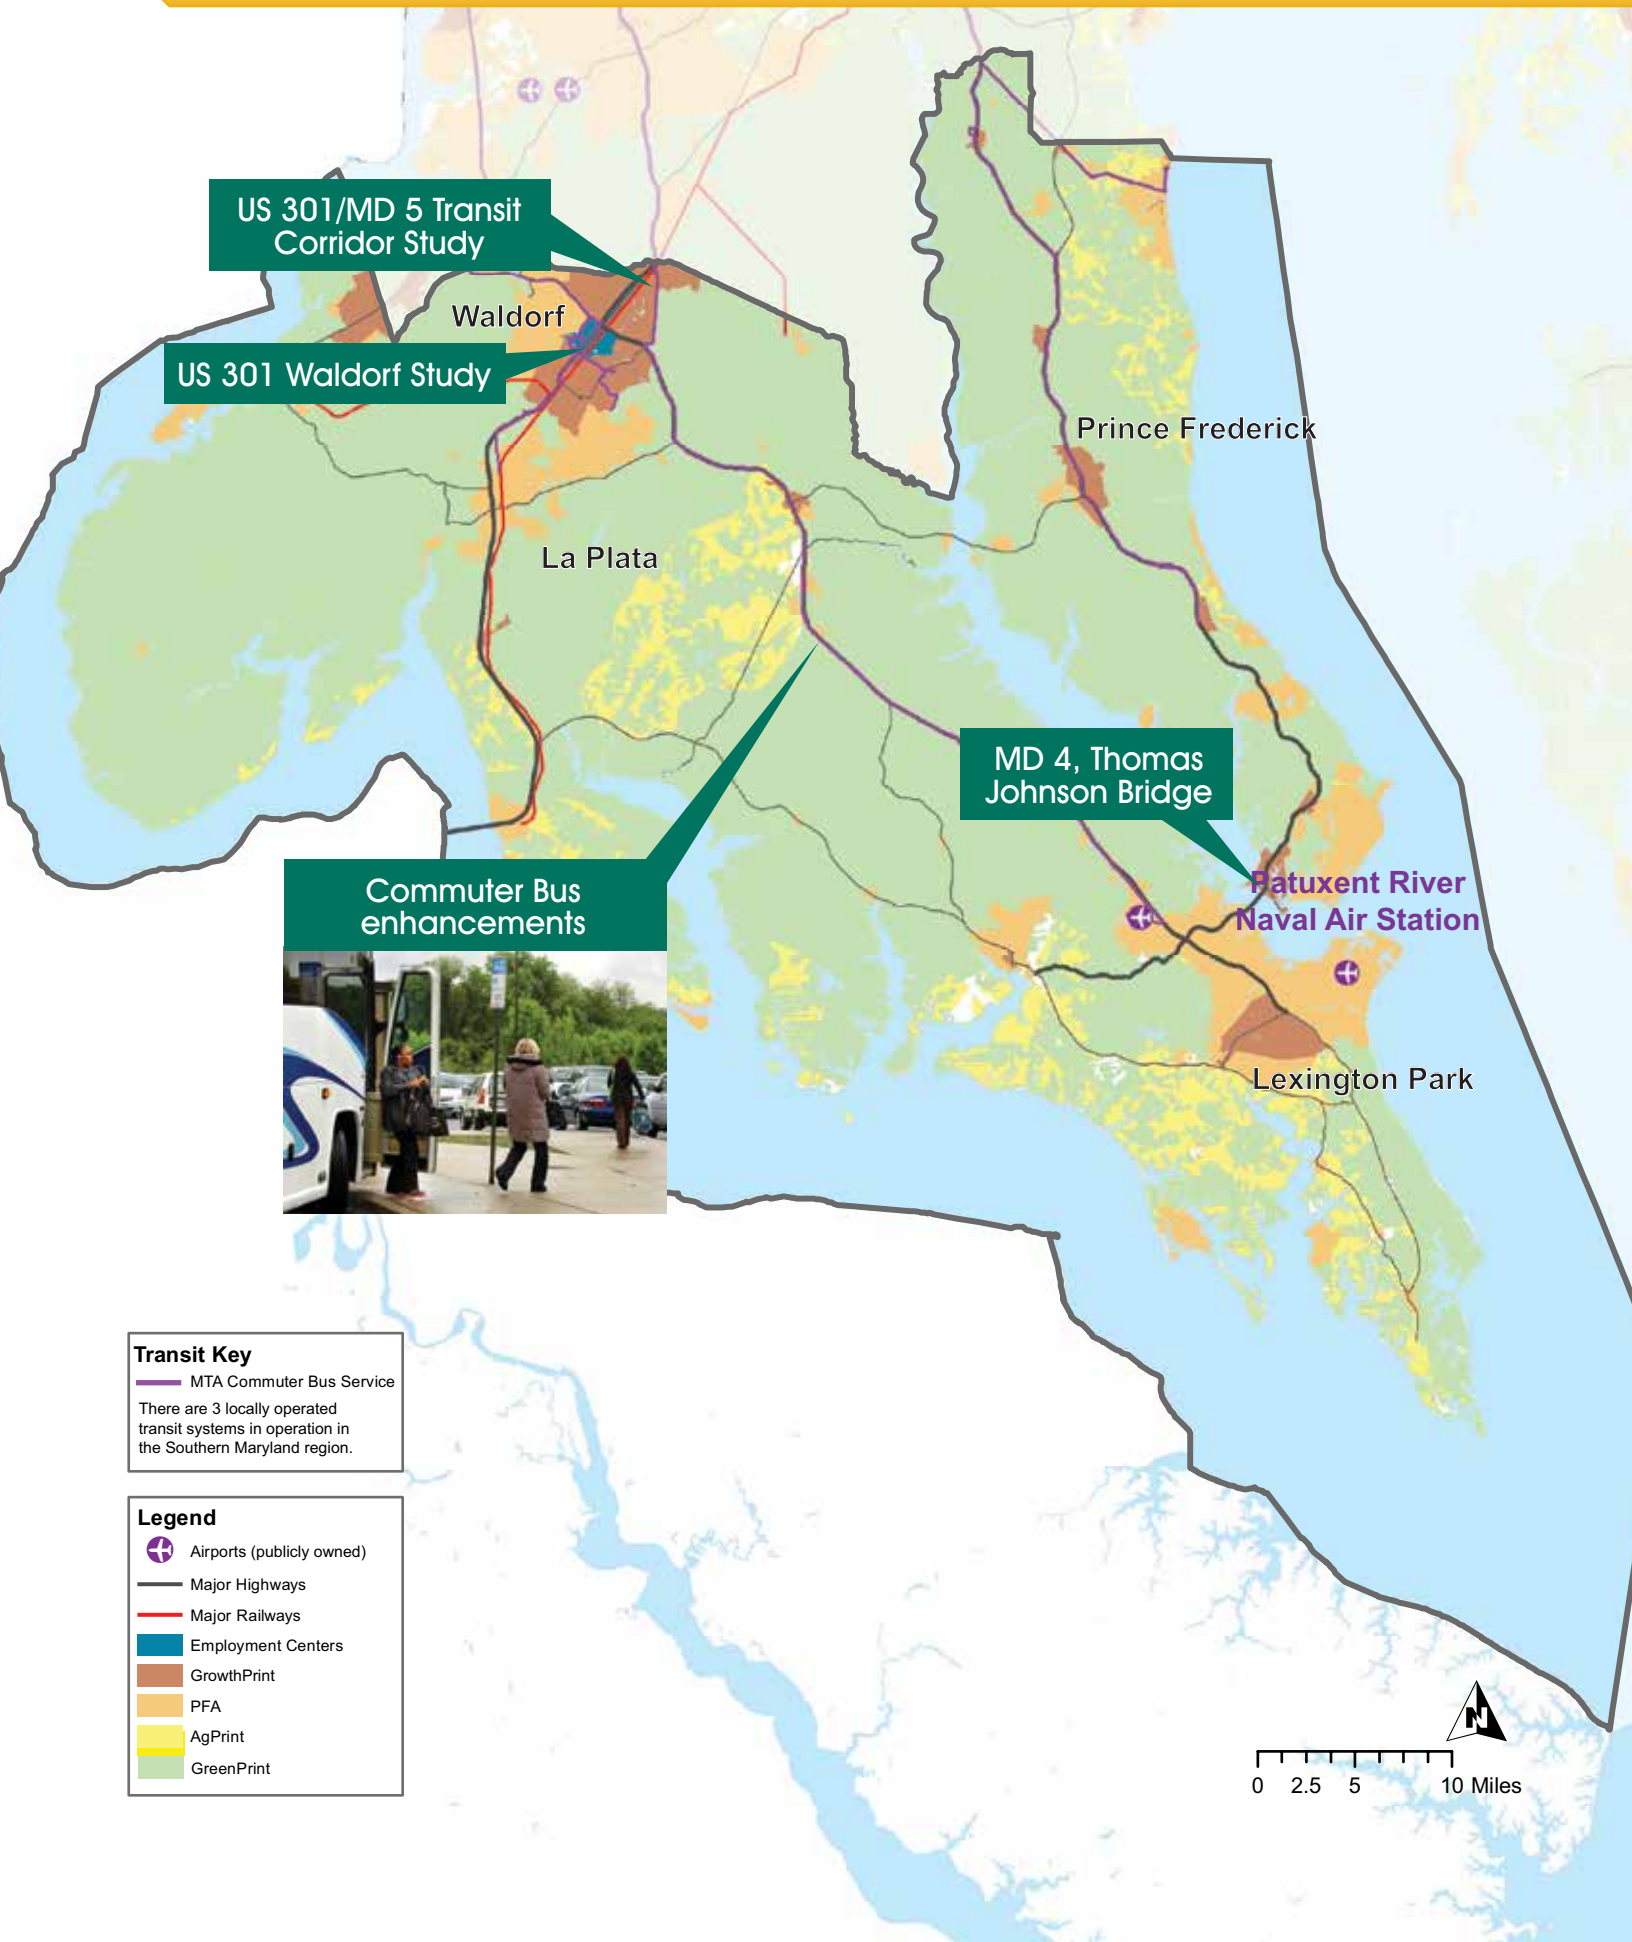 US 301/MD 5 Transit
Corridor Study
Waldorf
US 301 Waldorf Study
Prince Frederick
La Plata
MD 4, Thomas
Johnson Bridge
Commuter Bus
enhancements
Patuxent River
Naval Air Station
Lexington Park
Transit Key
MTA Commuter Bus Service
There are 3 locally operated
transit systems in operation in
the Southern Maryland region.
Legend
Airports (publicly owned)
Major Highways
Major Railways
Employment Centers
GrowthPrint
PFA
AgPrint
GreenPrint
N
0 2.5 5 10 Miles